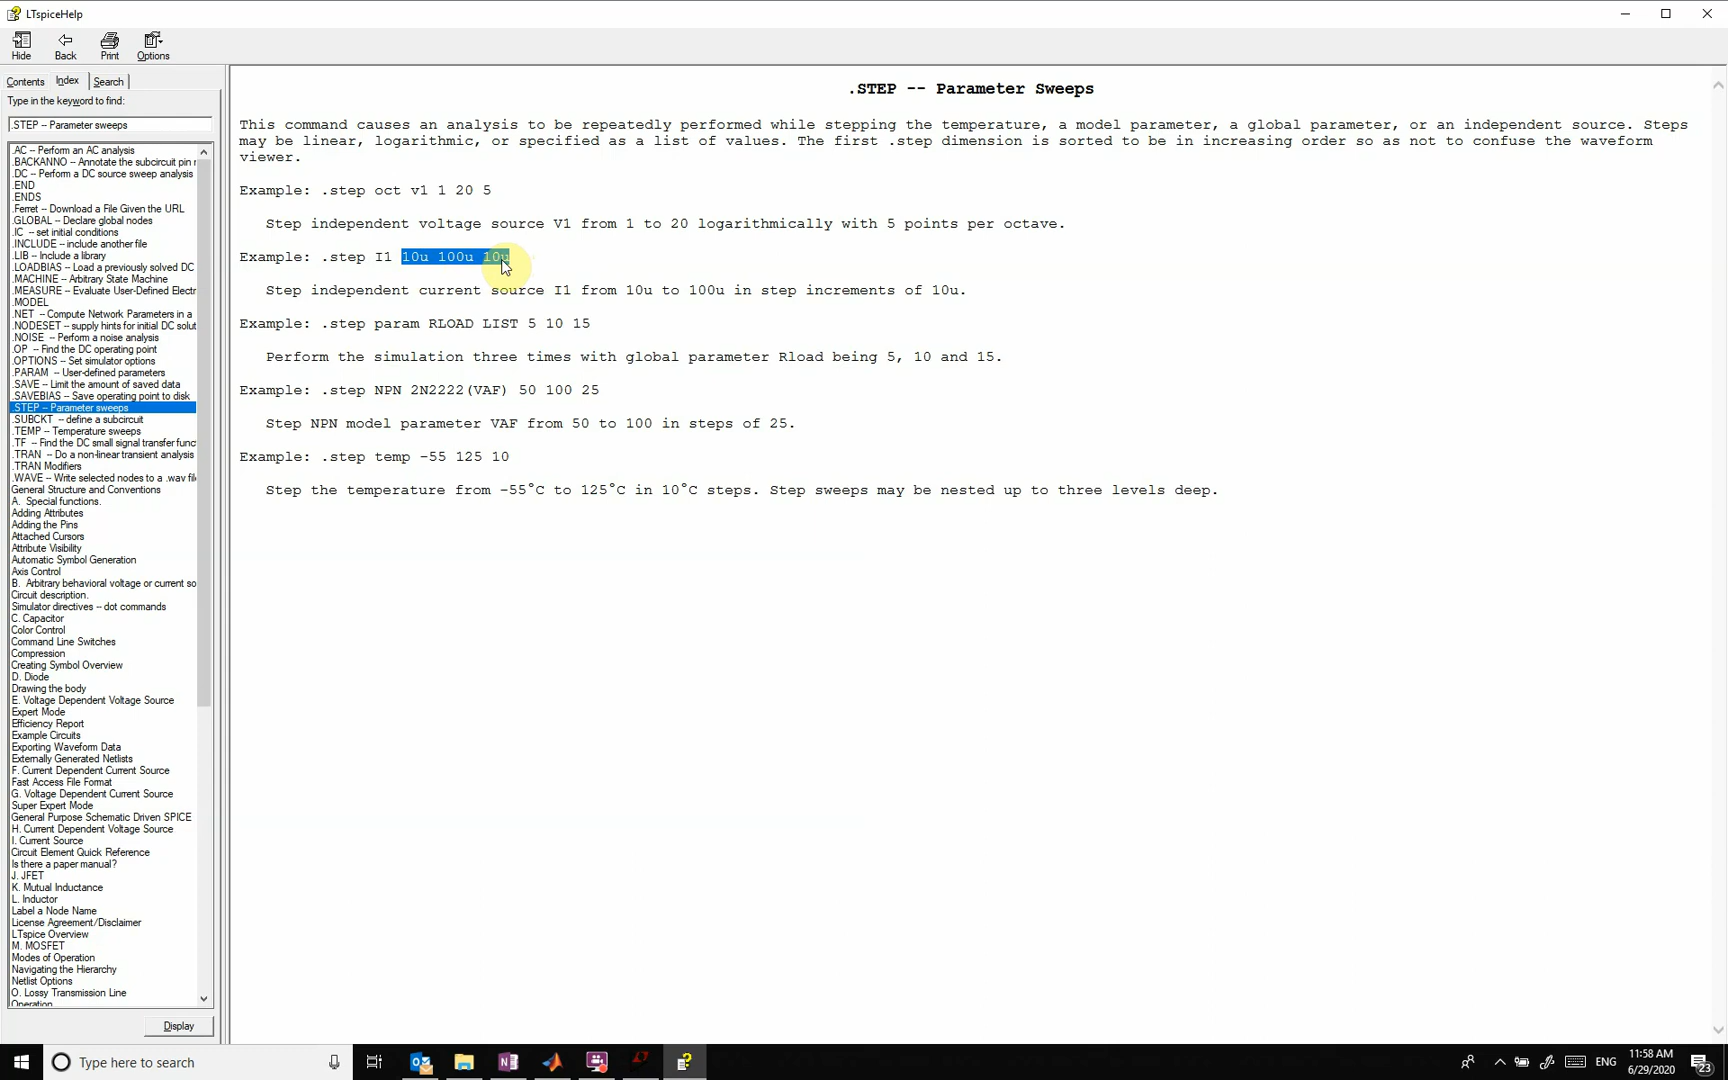 LTspiceHelp
Hide
Back
Print
Options
Contents
Index
Search
Type in the keyword to find:
.STEP -- Parameter sweeps
.AC -- Perform an AC analysis
.BACKANNO -- Annotate the subcircuit pin
.DC -- Perform a DC source sweep analysis
.END
.ENDS
.Ferret -- Download a File Given the URL
.GLOBAL -- Declare global nodes
.IC -- set initial conditions
.INCLUDE -- include another file
.LIB -- Include a library
.LOADBIAS -- Load a previously solved DC
.MACHINE -- Arbitrary State Machine
.MEASURE -- Evaluate User-Defined Electr
.MODEL
.NET -- Compute Network Parameters in a
.NODESET -- supply hints for initial DC solut
.NOISE -- Perform a noise analysis
.OP -- Find the DC operating point
.OPTIONS -- Set simulator options
.PARAM -- User-defined parameters
.SAVE -- Limit the amount of saved data
.SAVEBIAS -- Save operating point to disk
.STEP -- Parameter sweeps
.SUBCKT -- define a subcircuit
.TEMP -- Temperature sweeps
.TF -- Find the DC small signal transfer func
.TRAN -- Do a non-linear transient analysis
.TRAN Modifiers
.WAVE -- Write selected nodes to a .wav fil
General Structure and Conventions
A. Special functions.
Adding Attributes
Adding the Pins
Attached Cursors
Attribute Visibility
Automatic Symbol Generation
Axis Control
B. Arbitrary behavioral voltage or current so
Circuit description.
Simulator directives -- dot commands
C. Capacitor
Color Control
Command Line Switches
Compression
Creating Symbol Overview
D. Diode
Drawing the body
E. Voltage Dependent Voltage Source
Expert Mode
Efficiency Report
Example Circuits
Exporting Waveform Data
Externally Generated Netlists
F. Current Dependent Current Source
Fast Access File Format
G. Voltage Dependent Current Source
Super Expert Mode
General Purpose Schematic Driven SPICE
H. Current Dependent Voltage Source
I. Current Source
Circuit Element Quick Reference
Is there a paper manual?
J. JFET
K. Mutual Inductance
L. Inductor
Label a Node Name
License Agreement/Disclaimer
LTspice Overview
M. MOSFET
Modes of Operation
Navigating the Hierarchy
Netlist Options
O. Lossy Transmission Line
Operation
Display
.STEP -- Parameter Sweeps
This command causes an analysis to be repeatedly performed while stepping the temperature, a model parameter, a global parameter, or an independent source. Steps
may be linear, logarithmic, or specified as a list of values. The first .step dimension is sorted to be in increasing order so as not to confuse the waveform
viewer.
Example: .step oct v1 1 20 5
Step independent voltage source V1 from 1 to 20 logarithmically with 5 points per octave.
Example: .step I1 10u 100u 10u
Step independent current source I1 from 10u to 100u in step increments of 10u.
Example: .step param RLOAD LIST 5 10 15
Perform the simulation three times with global parameter Rload being 5, 10 and 15.
Example: .step NPN 2N2222(VAF) 50 100 25
Step NPN model parameter VAF from 50 to 100 in steps of 25.
Example: .step temp -55 125 10
Step the temperature from -55°C to 125°C in 10°C steps. Step sweeps may be nested up to three levels deep.
Type here to search
ENG
11:58 AM
6/29/2020
23